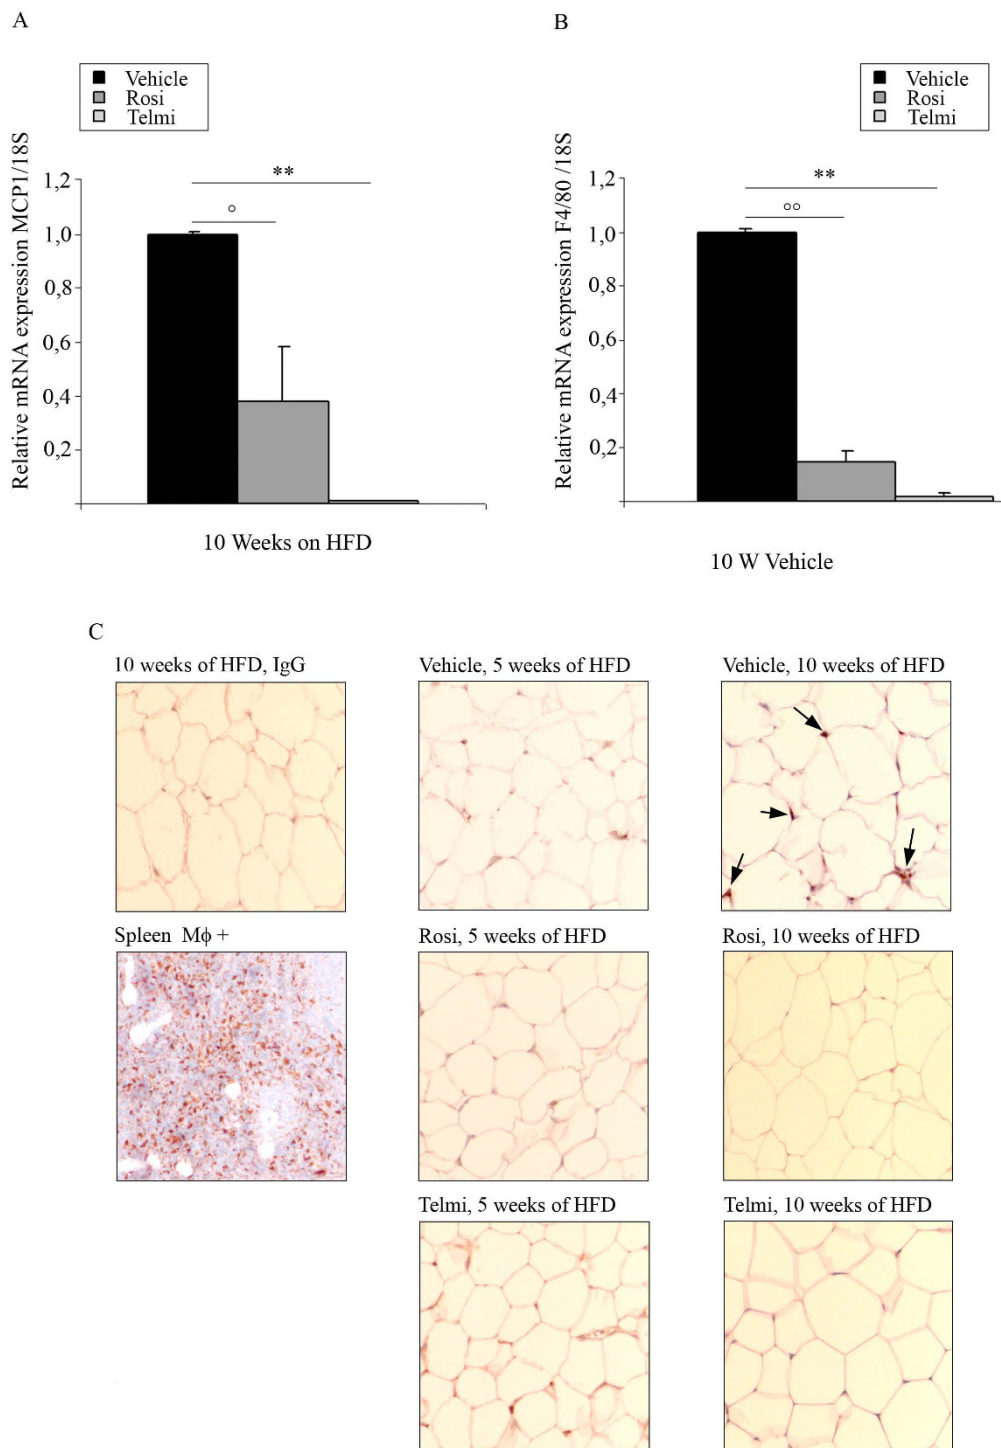 A
Vehicle
Rosi
Telmi
Relative mRNA expression MCP1/18S
1,2
1,0
0,8
0,6
0,4
0,2
**
°
10 Weeks on HFD
B
Vehicle
Rosi
Telmi
Relative mRNA expression F4/80 /18S
1,2
1,0
0,8
0,6
0,4
0,2
**
°°
10 W Vehicle
C
10 weeks of HFD, IgG
Vehicle, 5 weeks of HFD
Vehicle, 10 weeks of HFD
Spleen Mϕ +
Rosi, 5 weeks of HFD
Rosi, 10 weeks of HFD
Telmi, 5 weeks of HFD
Telmi, 10 weeks of HFD